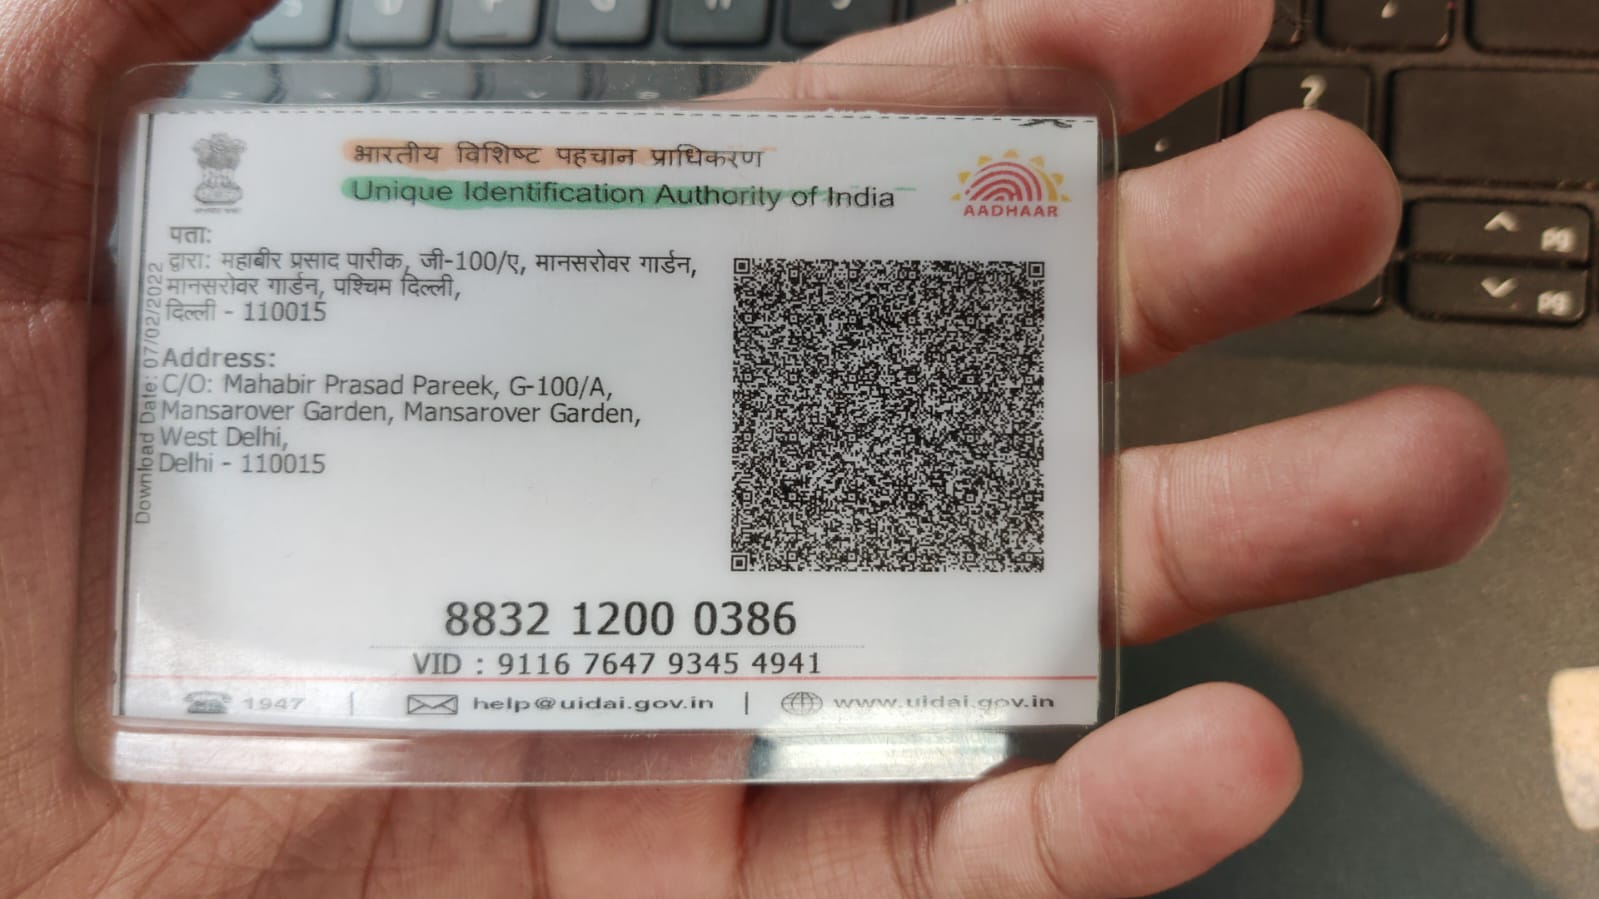 भारतीय विशिष्ट पहचान प्राधिकरण
Unique Identification Authority of India
AADHAAR
पता:
द्वारा: महाबीर प्रसाद पारीक, जी-100/ए, मानसरोवर गार्डन,
मानसरोवर गार्डन, पश्चिम दिल्ली,
दिल्ली - 110015
Address:
C/O: Mahabir Prasad Pareek, G-100/A,
Mansarover Garden, Mansarover Garden,
West Delhi,
Delhi - 110015
Download Date: 07/02/2022
8832 1200 0386
VID : 9116 7647 9345 4941
1947 | help@uidai.gov.in | www.uidai.gov.in
?
pg
pg